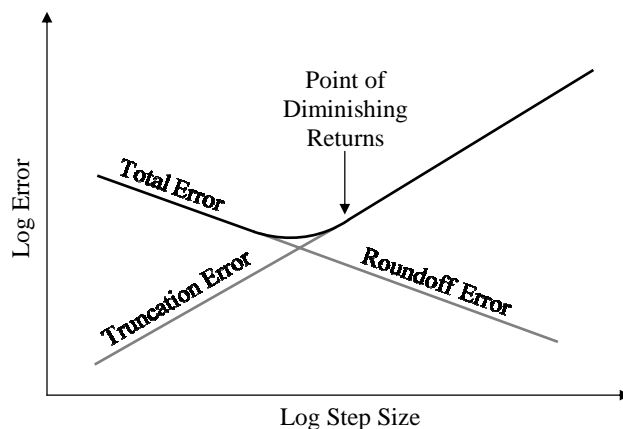 Point of
Diminishing
Returns
Total Error
Log Error
Truncation Error
Roundoff Error
Log Step Size